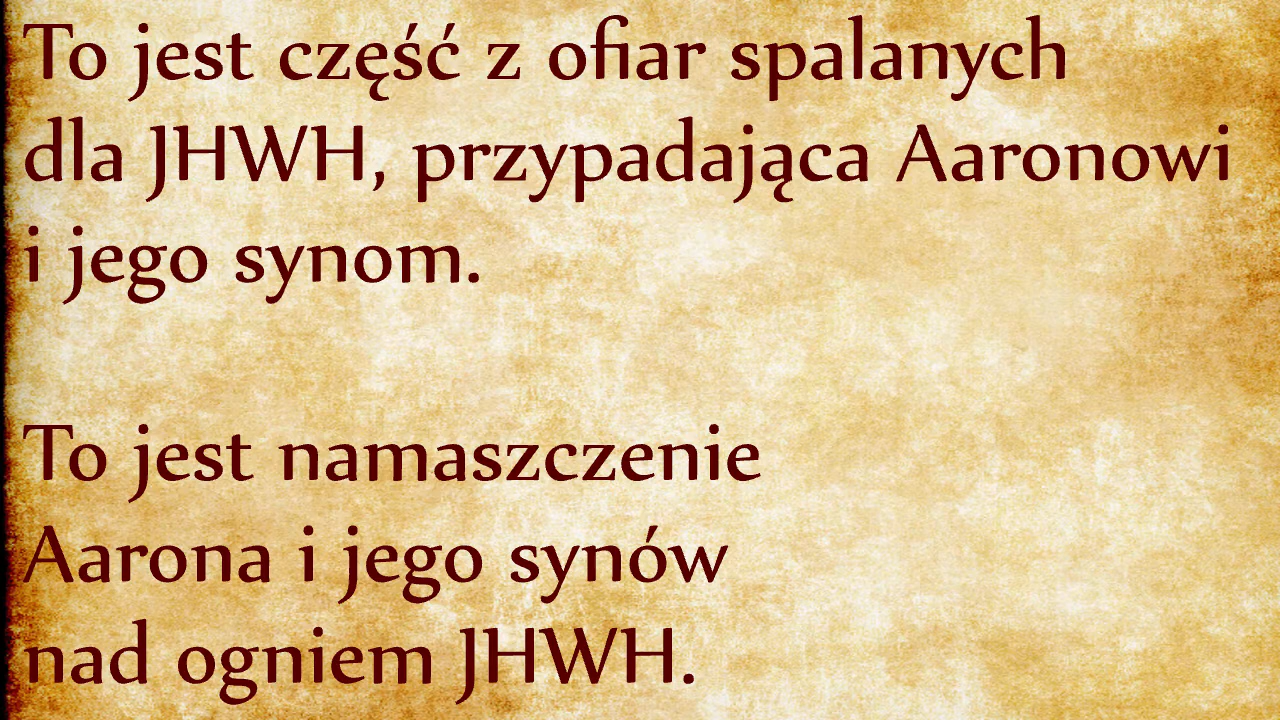 To jest część z ofiar spalanych
dla JHWH, przypadająca Aaronowi
i jego synom.
To jest namaszczenie
Aarona i jego synów
nad ogniem JHWH.